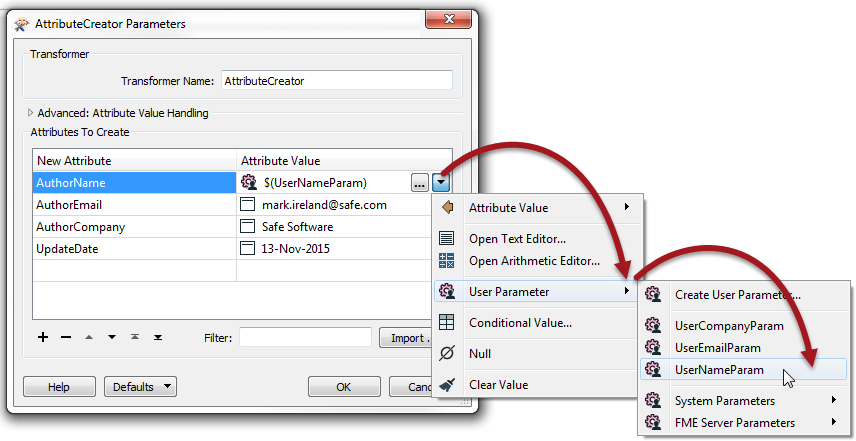 AttributeCreator Parameters
Transformer
Transformer Name: AttributeCreator
Advanced: Attribute Value Handling
Attributes To Create
New Attribute Attribute Value
AuthorName $(UserNameParam) ...
AuthorEmail mark.ireland@safe.com
AuthorCompany Safe Software
UpdateDate 13-Nov-2015
Filter: Import .
Help Defaults OK Canc
Attribute Value
Open Text Editor...
Open Arithmetic Editor...
User Parameter
Conditional Value...
Null
Clear Value
Create User Parameter...
UserCompanyParam
UserEmailParam
UserNameParam
System Parameters
FME Server Parameters